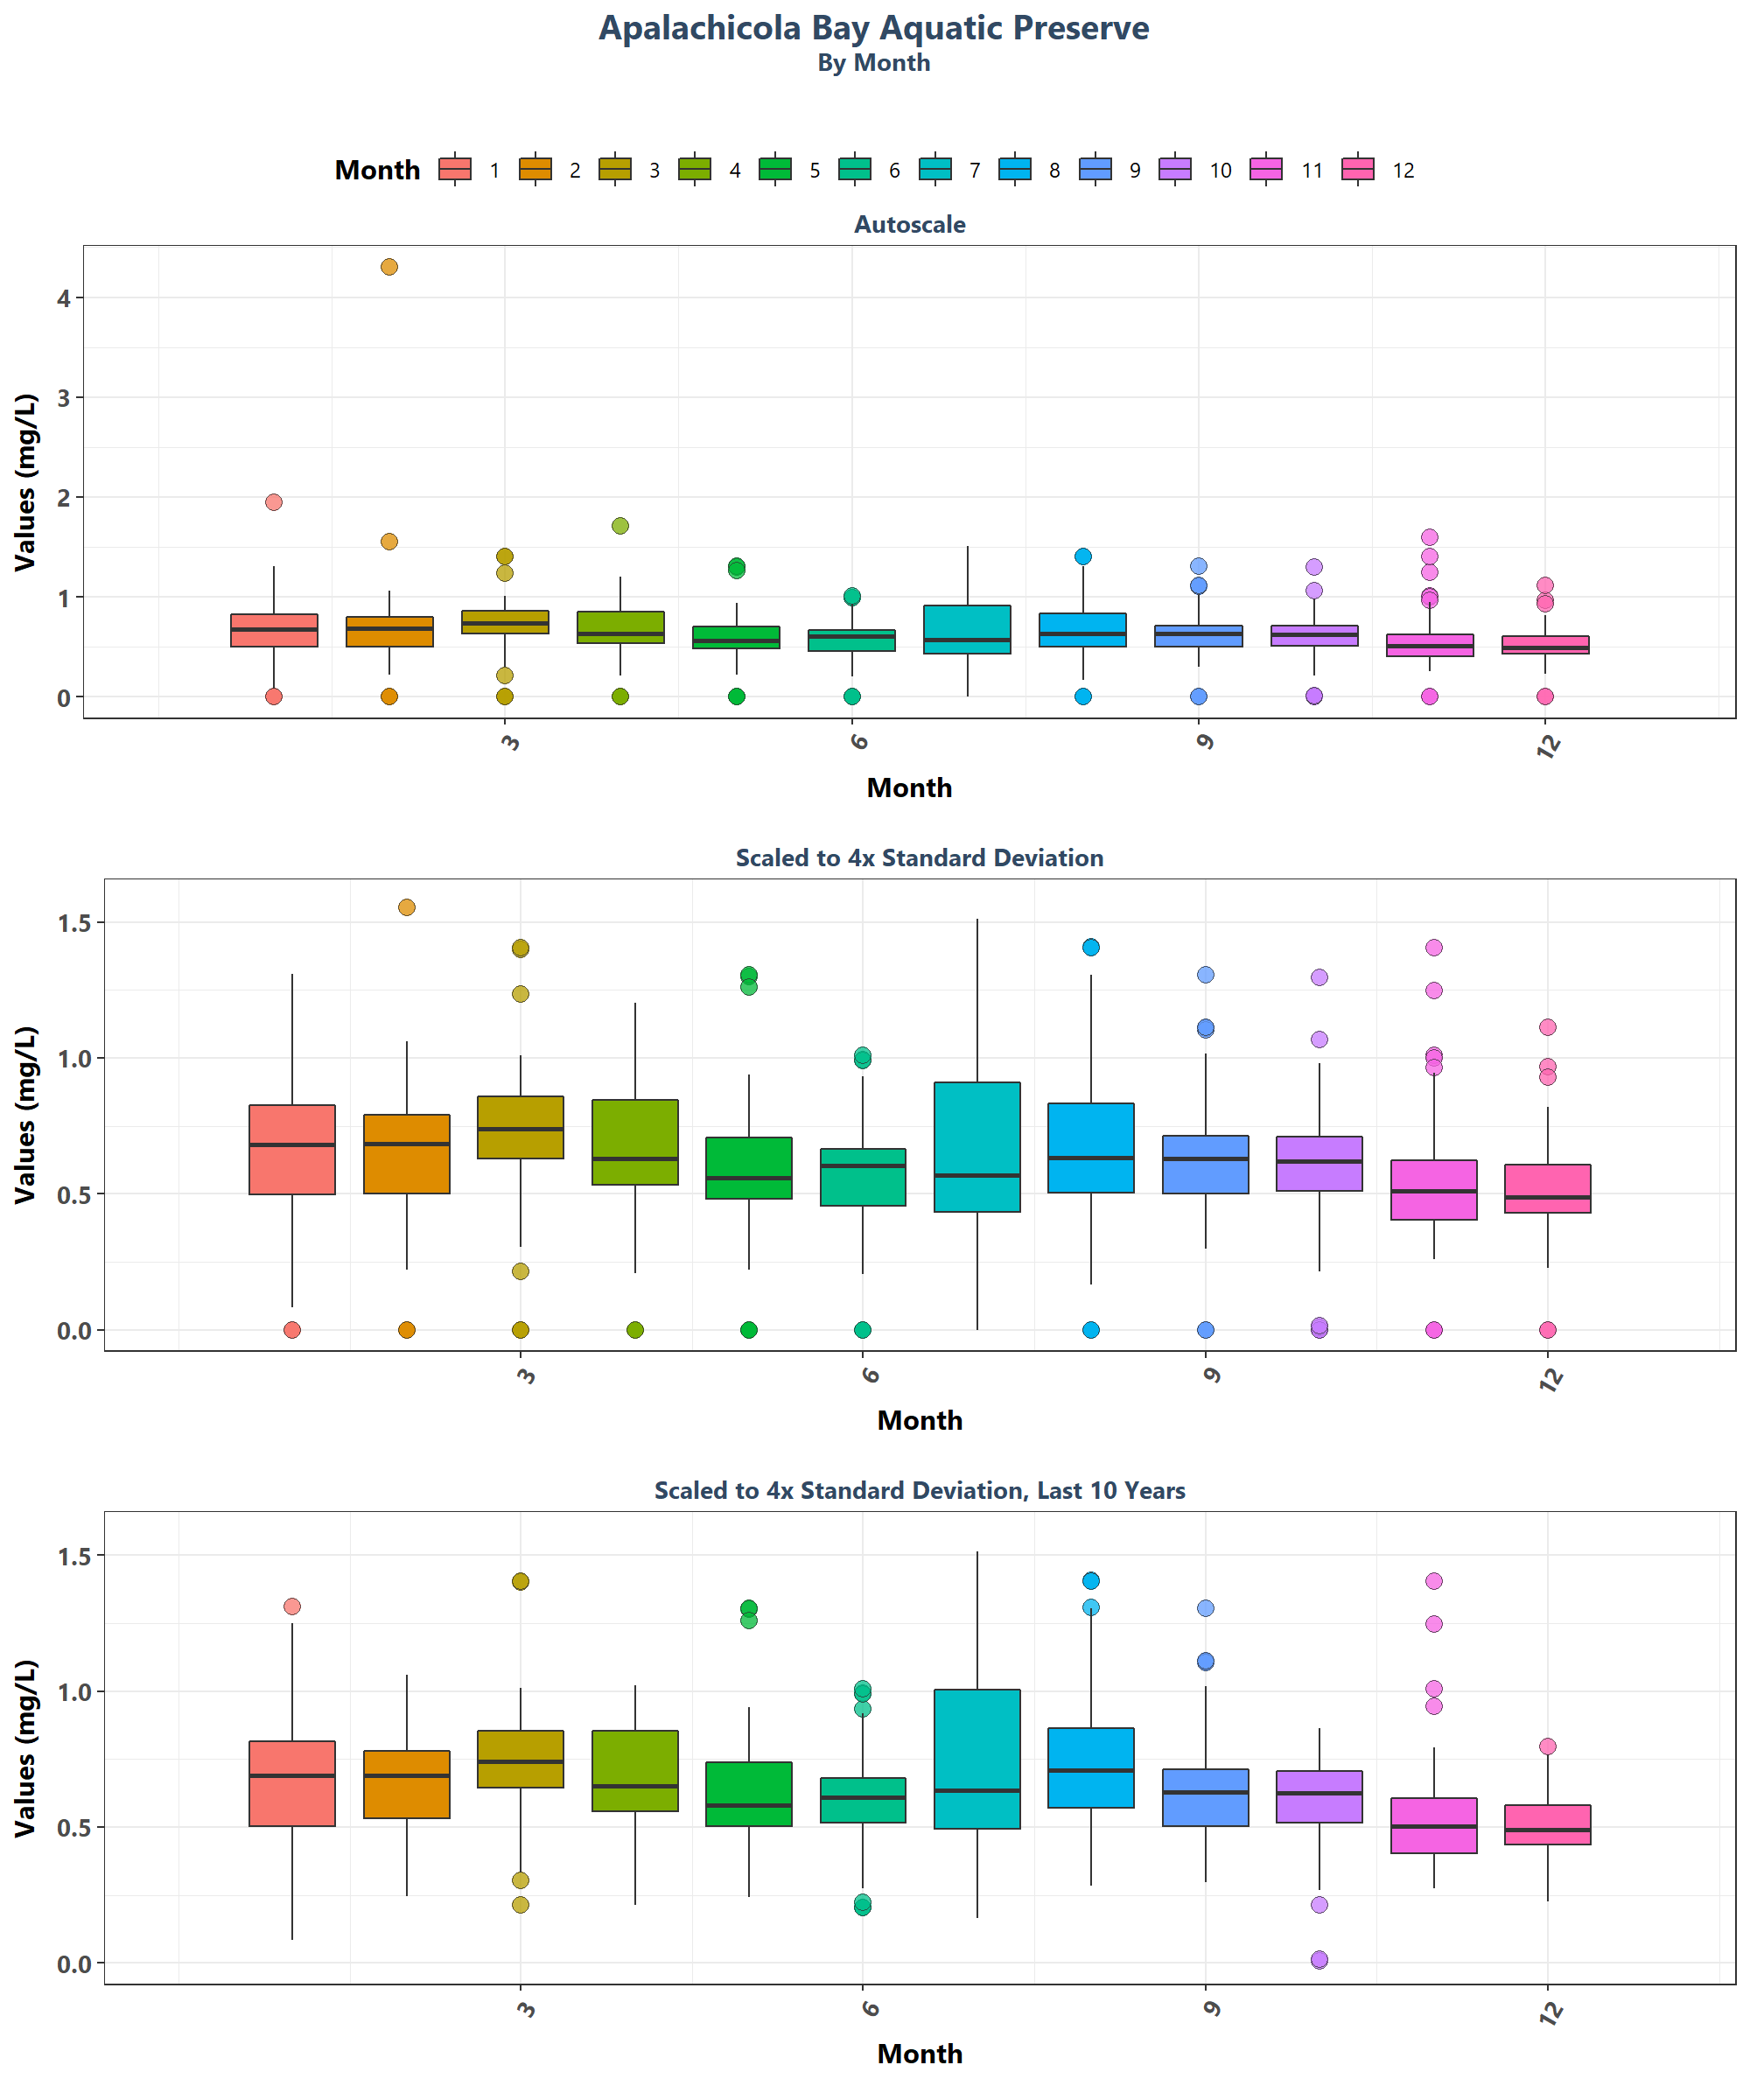 Apalachicola Bay Aquatic Preserve
By Month
Month 1 2 3 4 5 6 7 8 9 10 11 12
Autoscale
Values (mg/L)
4
3
2
1
0
3 6 9 12
Month
Scaled to 4x Standard Deviation
Values (mg/L)
1.5
1.0
0.5
0.0
3 6 9 12
Month
Scaled to 4x Standard Deviation, Last 10 Years
Values (mg/L)
1.5
1.0
0.5
0.0
3 6 9 12
Month